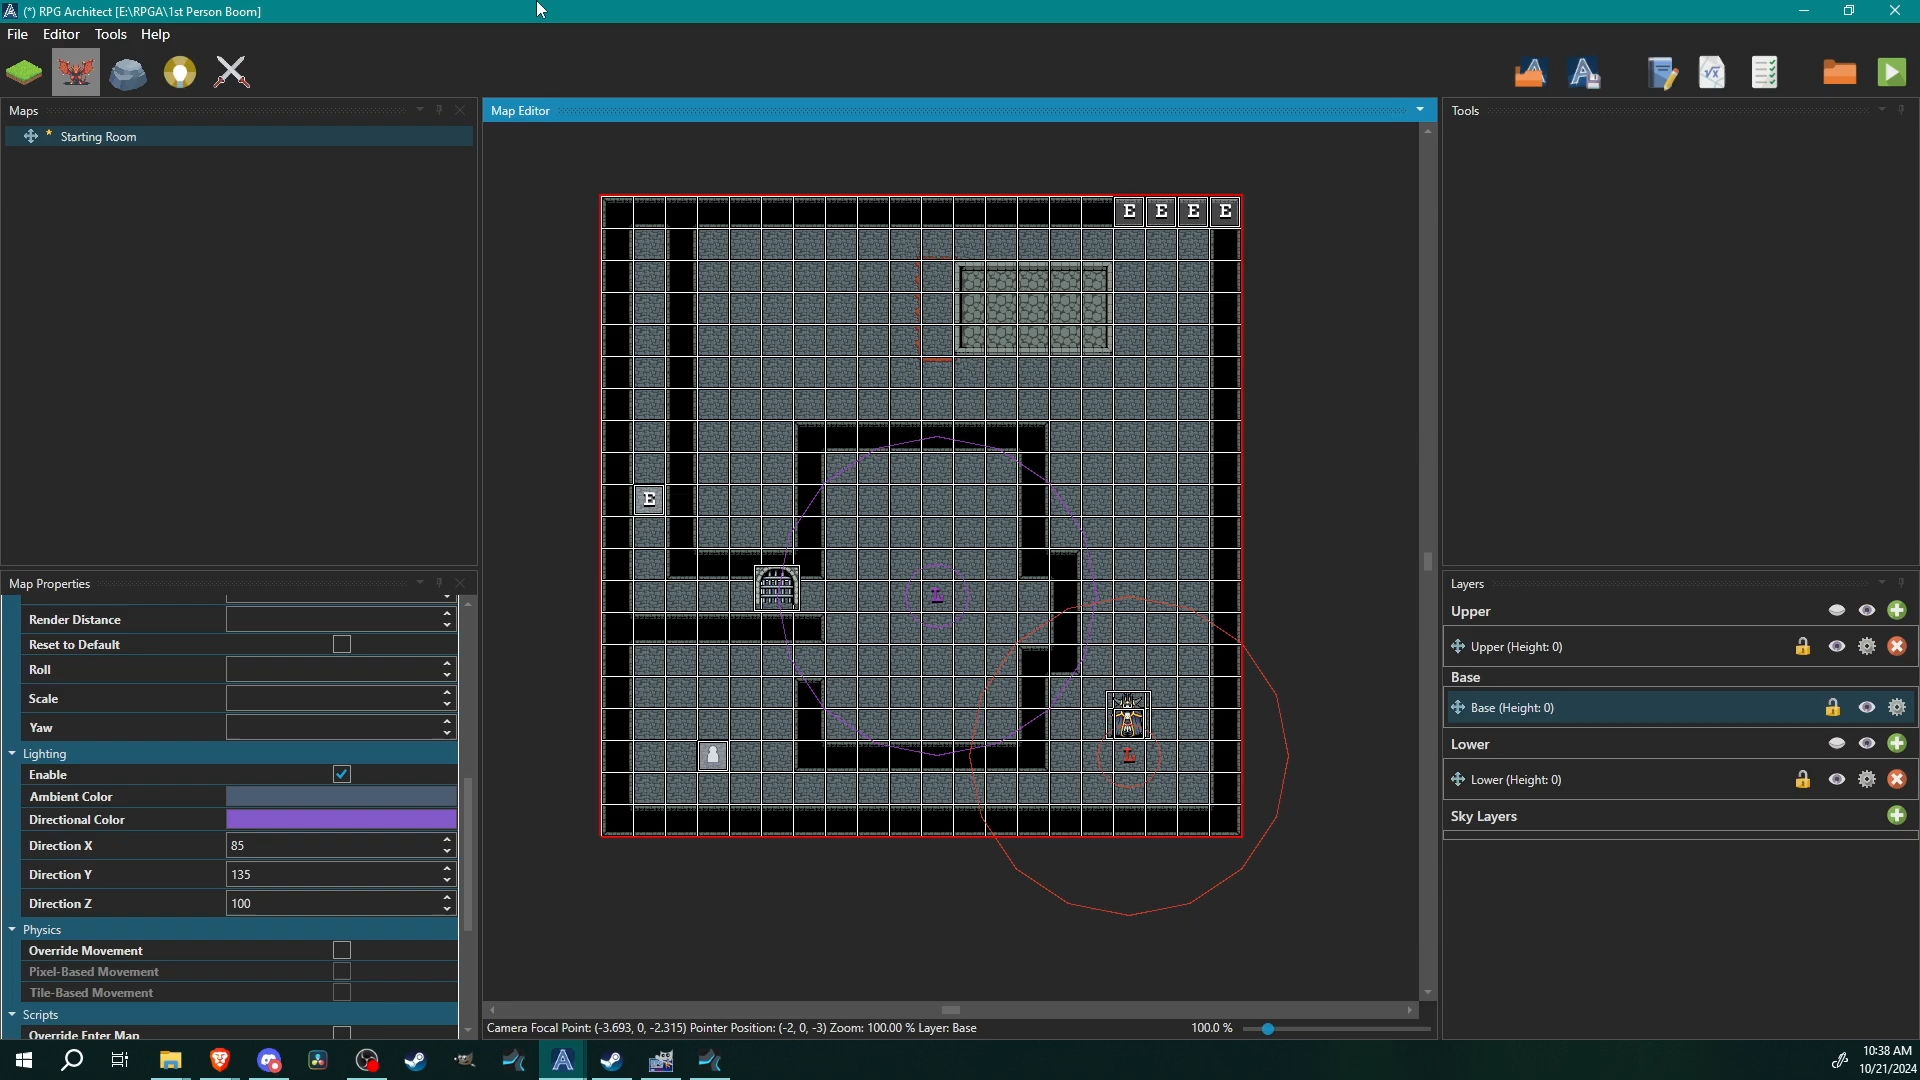 (*) RPG Architect [E:\RPGA\1st Person Boom]
File Editor Tools Help
Maps
* Starting Room
Map Editor
E E E E
E
L
L
Map Properties
Render Distance
Reset to Default
Roll
Scale
Yaw
Lighting
Enable
Ambient Color
Directional Color
Direction X 85
Direction Y 135
Direction Z 100
Physics
Override Movement
Pixel-Based Movement
Tile-Based Movement
Scripts
Override Enter Map
Camera Focal Point: (-3.693, 0, -2.315) Pointer Position: (-2, 0, -3) Zoom: 100.00 % Layer: Base
100.0 %
Tools
Layers
Upper
Upper (Height: 0)
Base
Base (Height: 0)
Lower
Lower (Height: 0)
Sky Layers
10:38 AM
10/21/2024